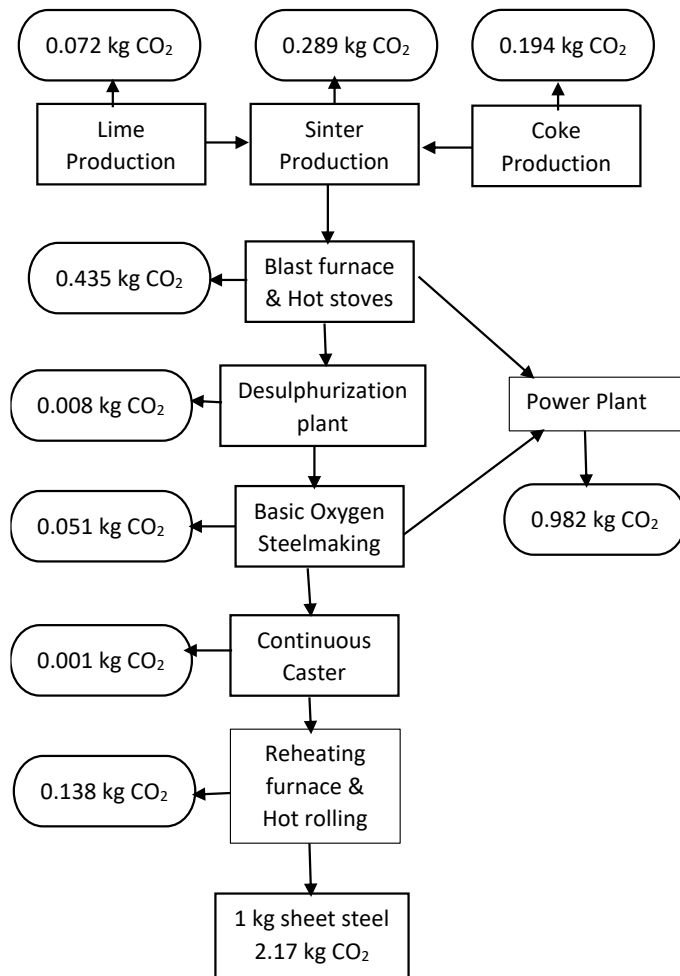 0.072 kg CO₂
0.289 kg CO₂
0.194 kg CO₂
Lime
Production
Sinter
Production
Coke
Production
0.435 kg CO₂
Blast furnace
& Hot stoves
0.008 kg CO₂
Desulphurization
plant
Power Plant
0.051 kg CO₂
Basic Oxygen
Steelmaking
0.982 kg CO₂
0.001 kg CO₂
Continuous
Caster
0.138 kg CO₂
Reheating
furnace &
Hot rolling
1 kg sheet steel
2.17 kg CO₂